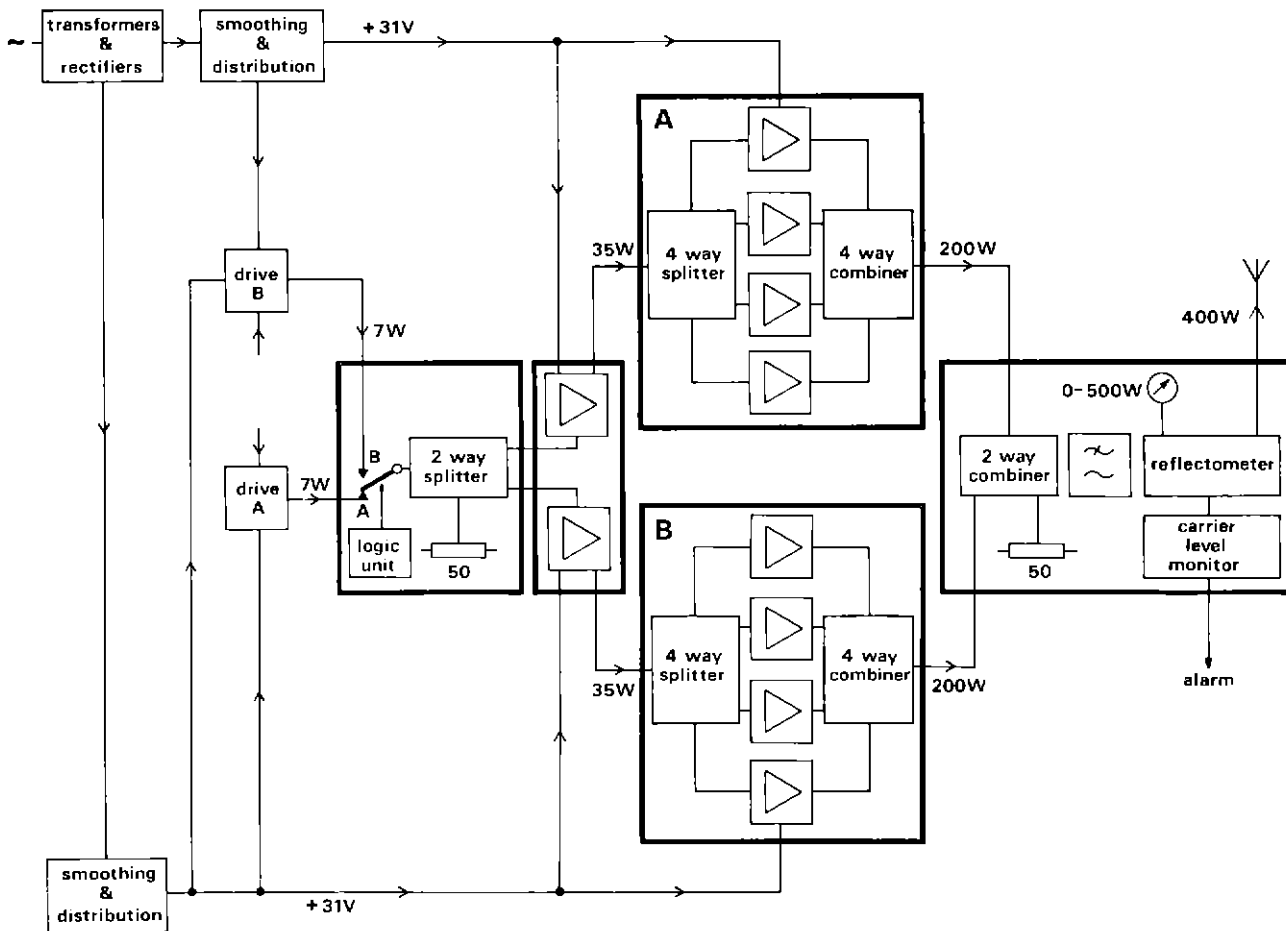 transformers
&
rectifiers
smoothing
&
distribution
+31V
~
A
4 way
splitter
4 way
combiner
35W
200W
drive
B
7W
400W
B
2 way
splitter
drive
A
7W
A
logic
unit
50
0-500W
2 way
combiner
reflectometer
50
carrier
level
monitor
alarm
B
4 way
splitter
4 way
combiner
35W
200W
smoothing
&
distribution
+31V